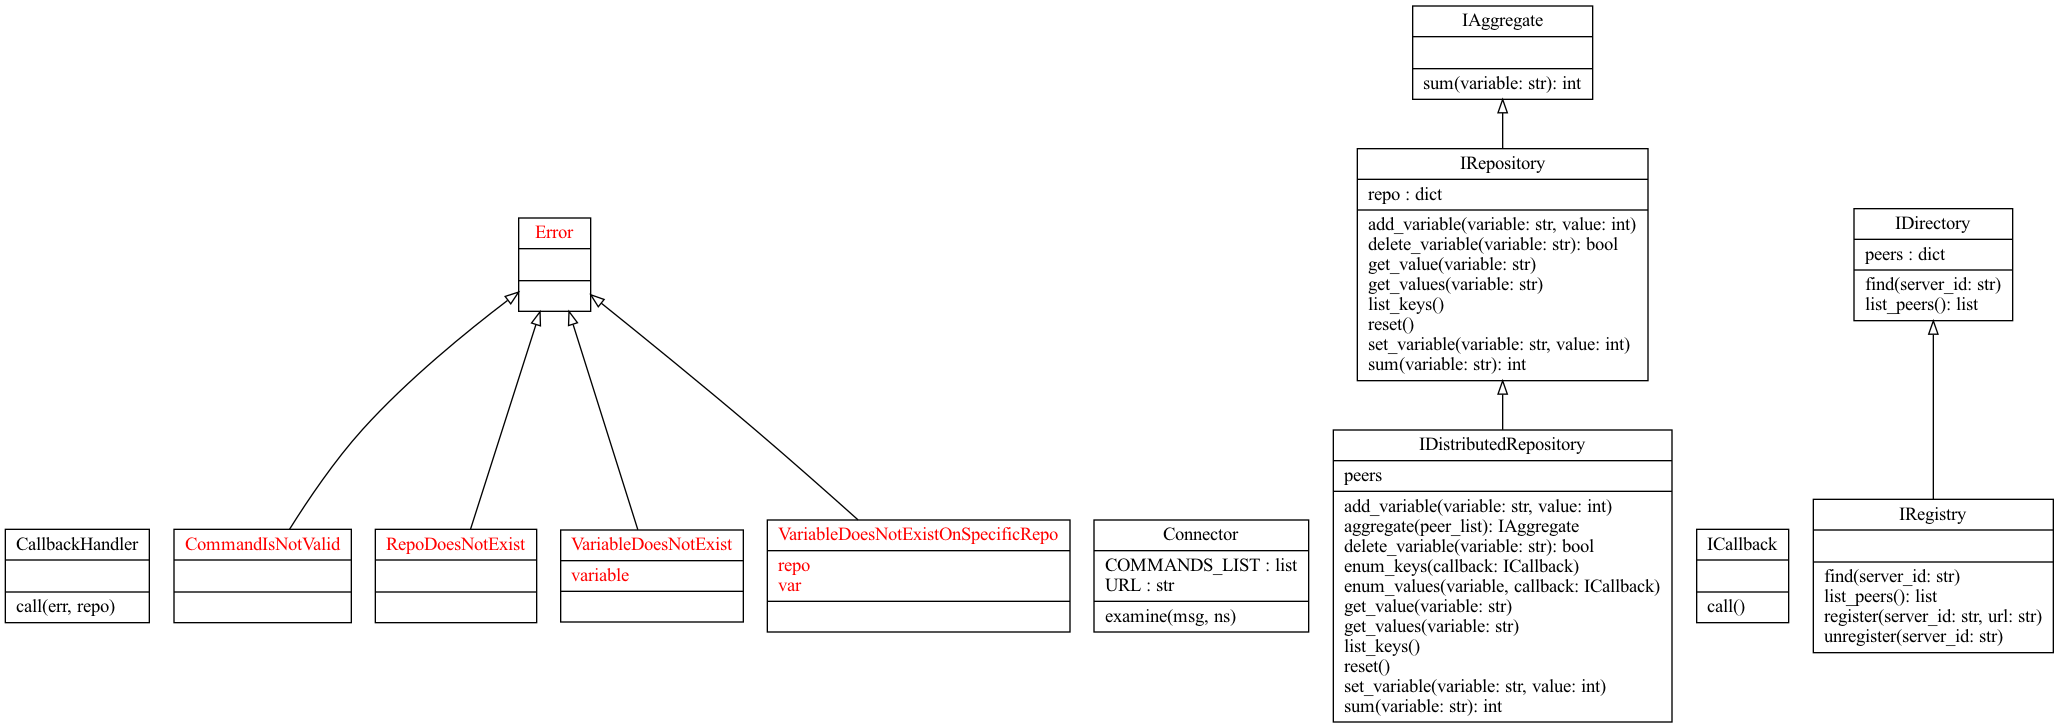 IAggregate
sum(variable: str): int
IRepository
repo : dict
add_variable(variable: str, value: int)
delete_variable(variable: str): bool
get_value(variable: str)
get_values(variable: str)
list_keys()
reset()
set_variable(variable: str, value: int)
sum(variable: str): int
IDirectory
peers : dict
find(server_id: str)
list_peers(): list
Error
CallbackHandler
call(err, repo)
CommandIsNotValid
RepoDoesNotExist
VariableDoesNotExist
variable
VariableDoesNotExistOnSpecificRepo
repo
var
Connector
COMMANDS_LIST : list
URL : str
examine(msg, ns)
IDistributedRepository
peers
add_variable(variable: str, value: int)
aggregate(peer_list): IAggregate
delete_variable(variable: str): bool
enum_keys(callback: ICallback)
enum_values(variable, callback: ICallback)
get_value(variable: str)
get_values(variable: str)
list_keys()
reset()
set_variable(variable: str, value: int)
sum(variable: str): int
ICallback
call()
IRegistry
find(server_id: str)
list_peers(): list
register(server_id: str, url: str)
unregister(server_id: str)